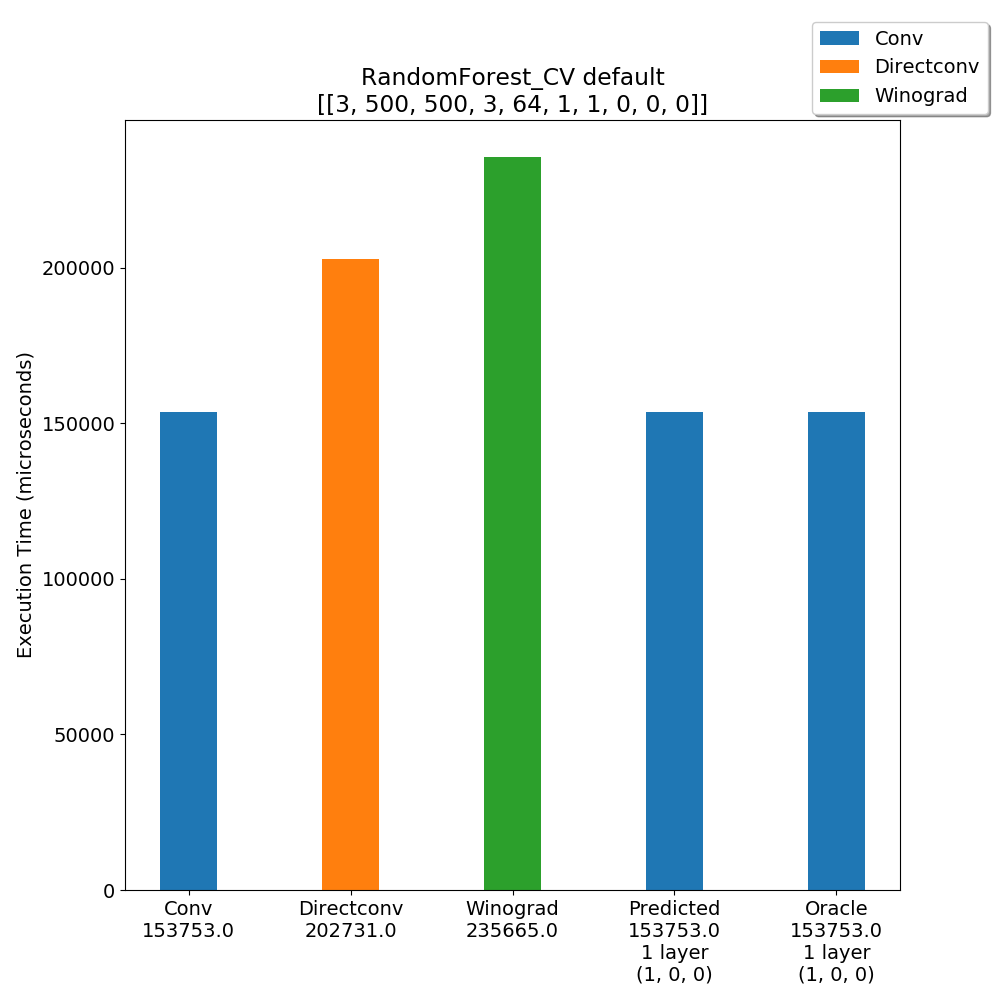 Conv
Directconv
Winograd
RandomForest_CV default
[[3, 500, 500, 3, 64, 1, 1, 0, 0, 0]]
Execution Time (microseconds)
200000
150000
100000
50000
0
Conv
153753.0
Directconv
202731.0
Winograd
235665.0
Predicted
153753.0
1 layer
(1, 0, 0)
Oracle
153753.0
1 layer
(1, 0, 0)